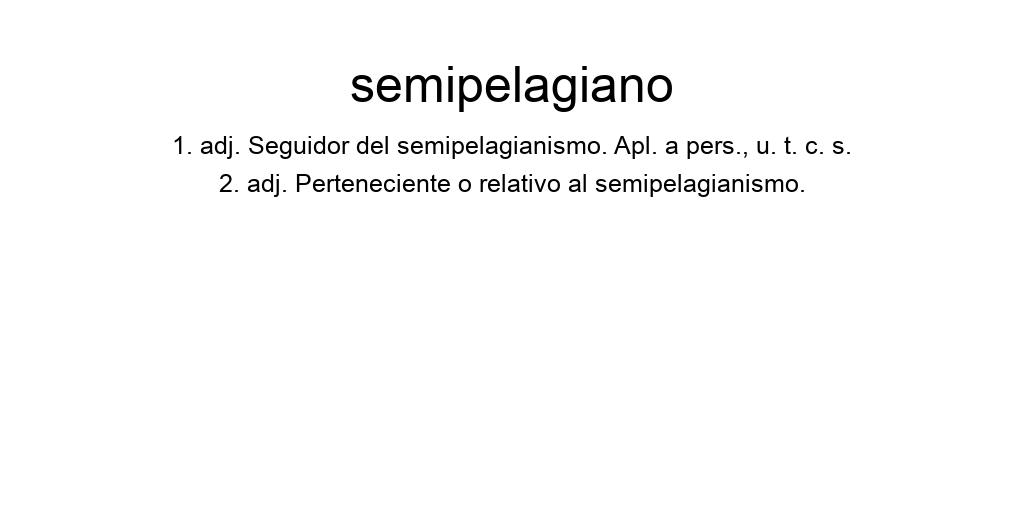 semipelagiano
1. adj. Seguidor del semipelagianismo. Apl. a pers., u. t. c. s.
2. adj. Perteneciente o relativo al semipelagianismo.